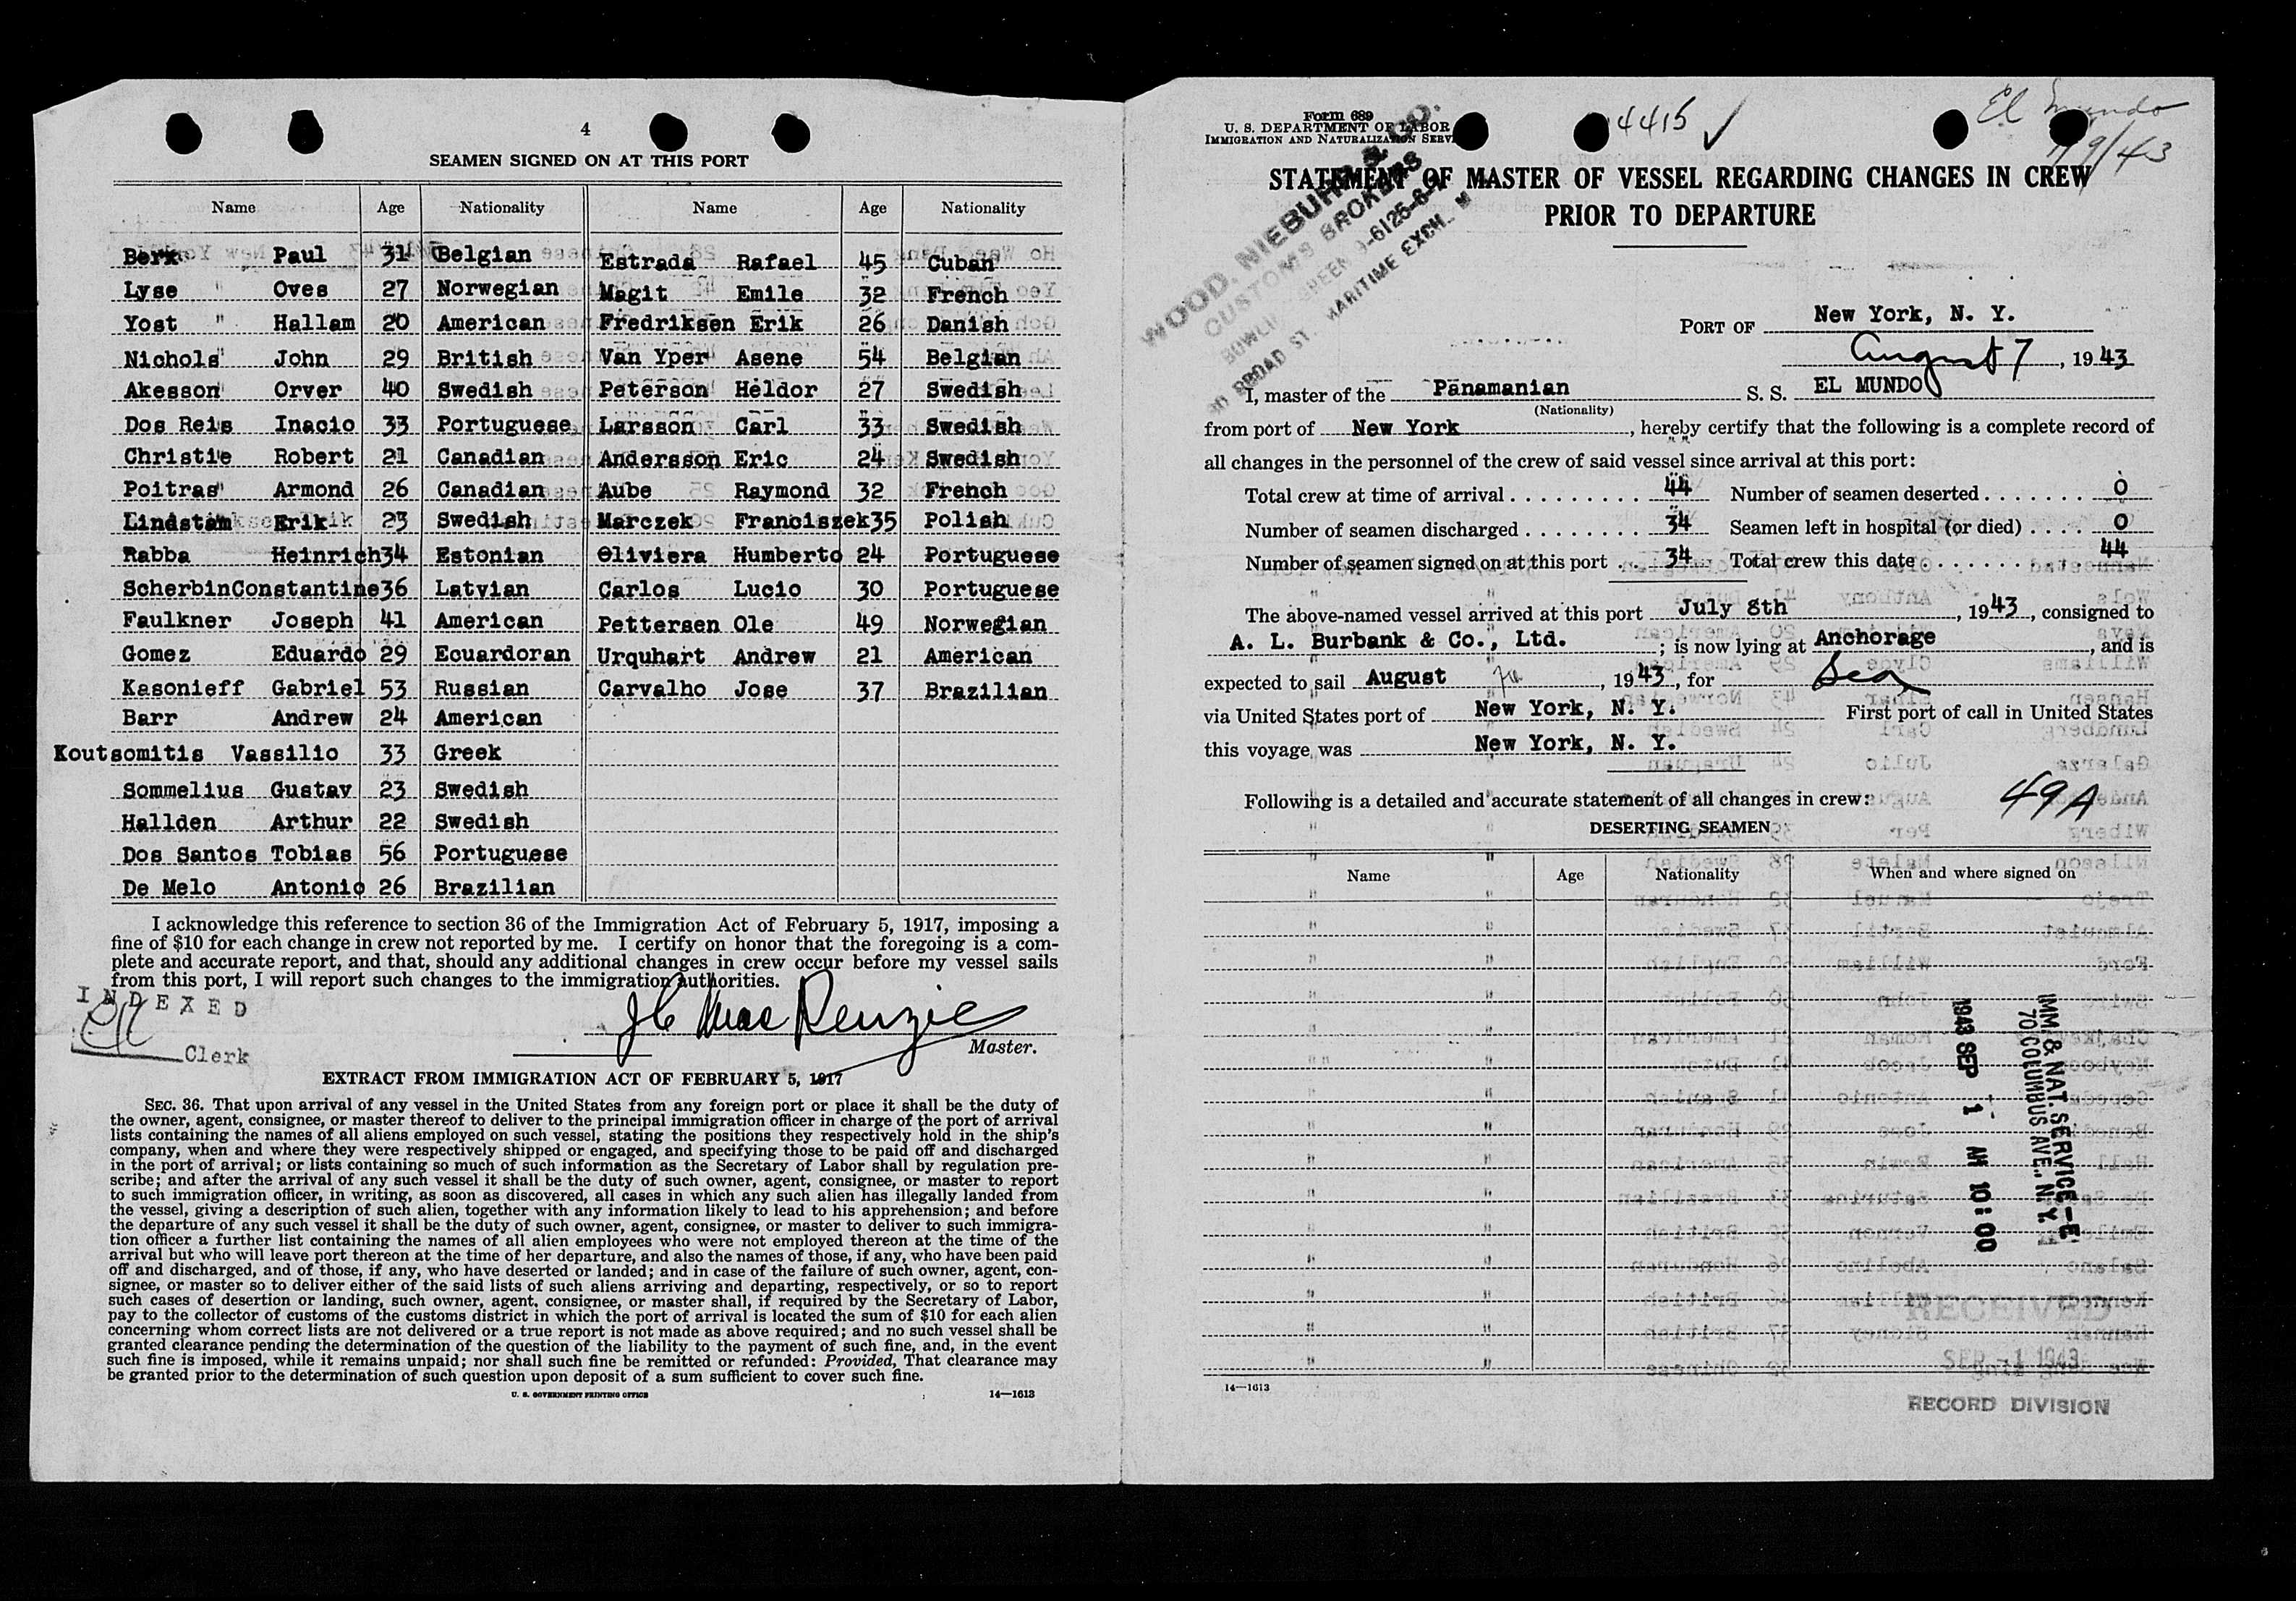 4
SEAMEN SIGNED ON AT THIS PORT
Name Age Nationality Name Age Nationality
Berx Paul 31 Belgian Estrada Rafael 45 Cuban
Lyse " Oves 27 Norwegian Magit Emile 32 French
Yost " Hallam 20 American Fredriksen Erik 26 Danish
Nichols" John 29 British Van Yper Asene 54 Belgian
Akesson" Orver 40 Swedish Peterson Heldor 27 Swedish
Dos Reis Inacio 33 Portuguese Larsson Carl 33 Swedish
Christie Robert 21 Canadian Andersson Eric 24 Swedish
Poitras" Armond 26 Canadian Aube Raymond 32 French
Lindstam Erik 23 Swedish Marczek Franciszek 35 Polish
Rabba Heinrich 34 Estonian Oliviera Humberto 24 Portuguese
Scherbin Constantine 36 Latvian Carlos Lucio 30 Portuguese
Faulkner Joseph 41 American Pettersen Ole 49 Norwegian
Gomez Eduardo 29 Ecuardoran Urquhart Andrew 21 American
Kasonieff Gabriel 53 Russian Carvalho Jose 37 Brazilian
Barr Andrew 24 American
Koutsomitis Vassilio 33 Greek
Sommelius Gustav 23 Swedish
Hallden Arthur 22 Swedish
Dos Santos Tobias 56 Portuguese
De Melo Antonio 26 Brazilian
I acknowledge this reference to section 36 of the Immigration Act of February 5, 1917, imposing a
fine of $10 for each change in crew not reported by me. I certify on honor that the foregoing is a com-
plete and accurate report, and that, should any additional changes in crew occur before my vessel sails
from this port, I will report such changes to the immigration authorities.
INDEXED
Clerk
J C MacKenzie
Master.
EXTRACT FROM IMMIGRATION ACT OF FEBRUARY 5, 1917
SEC. 36. That upon arrival of any vessel in the United States from any foreign port or place it shall be the duty of
the owner, agent, consignee, or master thereof to deliver to the principal immigration officer in charge of the port of arrival
lists containing the names of all aliens employed on such vessel, stating the positions they respectively hold in the ship's
company, when and where they were respectively shipped or engaged, and specifying those to be paid off and discharged
in the port of arrival; or lists containing so much of such information as the Secretary of Labor shall by regulation pre-
scribe; and after the arrival of any such vessel it shall be the duty of such owner, agent, consignee, or master to report
to such immigration officer, in writing, as soon as discovered, all cases in which any such alien has illegally landed from
the vessel, giving a description of such alien, together with any information likely to lead to his apprehension; and before
the departure of any such vessel it shall be the duty of such owner, agent, consignee, or master to deliver to such immigra-
tion officer a further list containing the names of all alien employees who were not employed thereon at the time of the
arrival but who will leave port thereon at the time of her departure, and also the names of those, if any, who have been paid
off and discharged, and of those, if any, who have deserted or landed; and in case of the failure of such owner, agent, con-
signee, or master so to deliver either of the said lists of such aliens arriving and departing, respectively, or so to report
such cases of desertion or landing, such owner, agent, consignee, or master shall, if required by the Secretary of Labor,
pay to the collector of customs of the customs district in which the port of arrival is located the sum of $10 for each alien
concerning whom correct lists are not delivered or a true report is not made as above required; and no such vessel shall be
granted clearance pending the determination of the question of the liability to the payment of such fine, and, in the event
such fine is imposed, while it remains unpaid; nor shall such fine be remitted or refunded: Provided, That clearance may
be granted prior to the determination of such question upon deposit of a sum sufficient to cover such fine.
U. S. GOVERNMENT PRINTING OFFICE 14—1613
Form 689
U. S. DEPARTMENT OF LABOR
IMMIGRATION AND NATURALIZATION SERV
4415 ✓
El Mundo
9/43
WOOD, NIEBUHR & CO.
CUSTOMS BROKERS
BROAD ST. MARITIME EXCH.
STATEMENT OF MASTER OF VESSEL REGARDING CHANGES IN CREW
PRIOR TO DEPARTURE
PORT OF New York, N. Y.
August 7, 1943
I, master of the Panamanian S. S. EL MUNDO
(Nationality)
from port of New York, hereby certify that the following is a complete record of
all changes in the personnel of the crew of said vessel since arrival at this port:
Total crew at time of arrival . . . . . . . . . . 44 Number of seamen deserted . . . . . . . 0
Number of seamen discharged . . . . . . . . 34 Seamen left in hospital (or died) . . . . 0
Number of seamen signed on at this port . . 34 Total crew this date . . . . . . . . 44
The above-named vessel arrived at this port July 8th, 1943, consigned to
A. L. Burbank & Co., Ltd. ; is now lying at Anchorage, and is
expected to sail August, 1943, for Sea
via United States port of New York, N. Y. First port of call in United States
this voyage was New York, N. Y.
Following is a detailed and accurate statement of all changes in crew:
49A
DESERTING SEAMEN
Name Age Nationality When and where signed on
IMM. & NAT. SERVICE-E
70 COLUMBUS AVE., N.Y.
1943 SEP -1 AM 10:00
RECEIVED
SEP -1 1943
RECORD DIVISION
14—1613